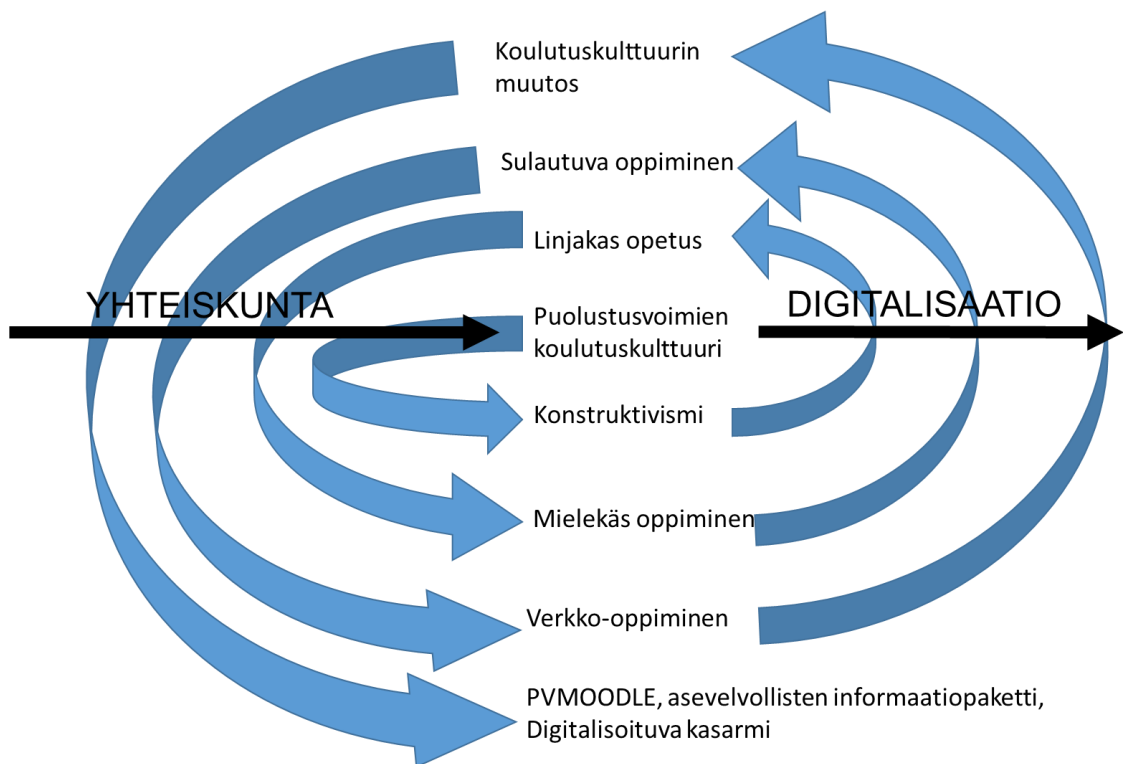 Koulutuskulttuurin
muutos
Sulautuva oppiminen
Linjakas opetus
YHTEISKUNTA
DIGITALISAATIO
Puolustusvoimien
koulutuskulttuuri
Konstruktivismi
Mielekäs oppiminen
Verkko-oppiminen
PVMOODLE, asevelvollisten informaatiopaketti,
Digitalisoituva kasarmi